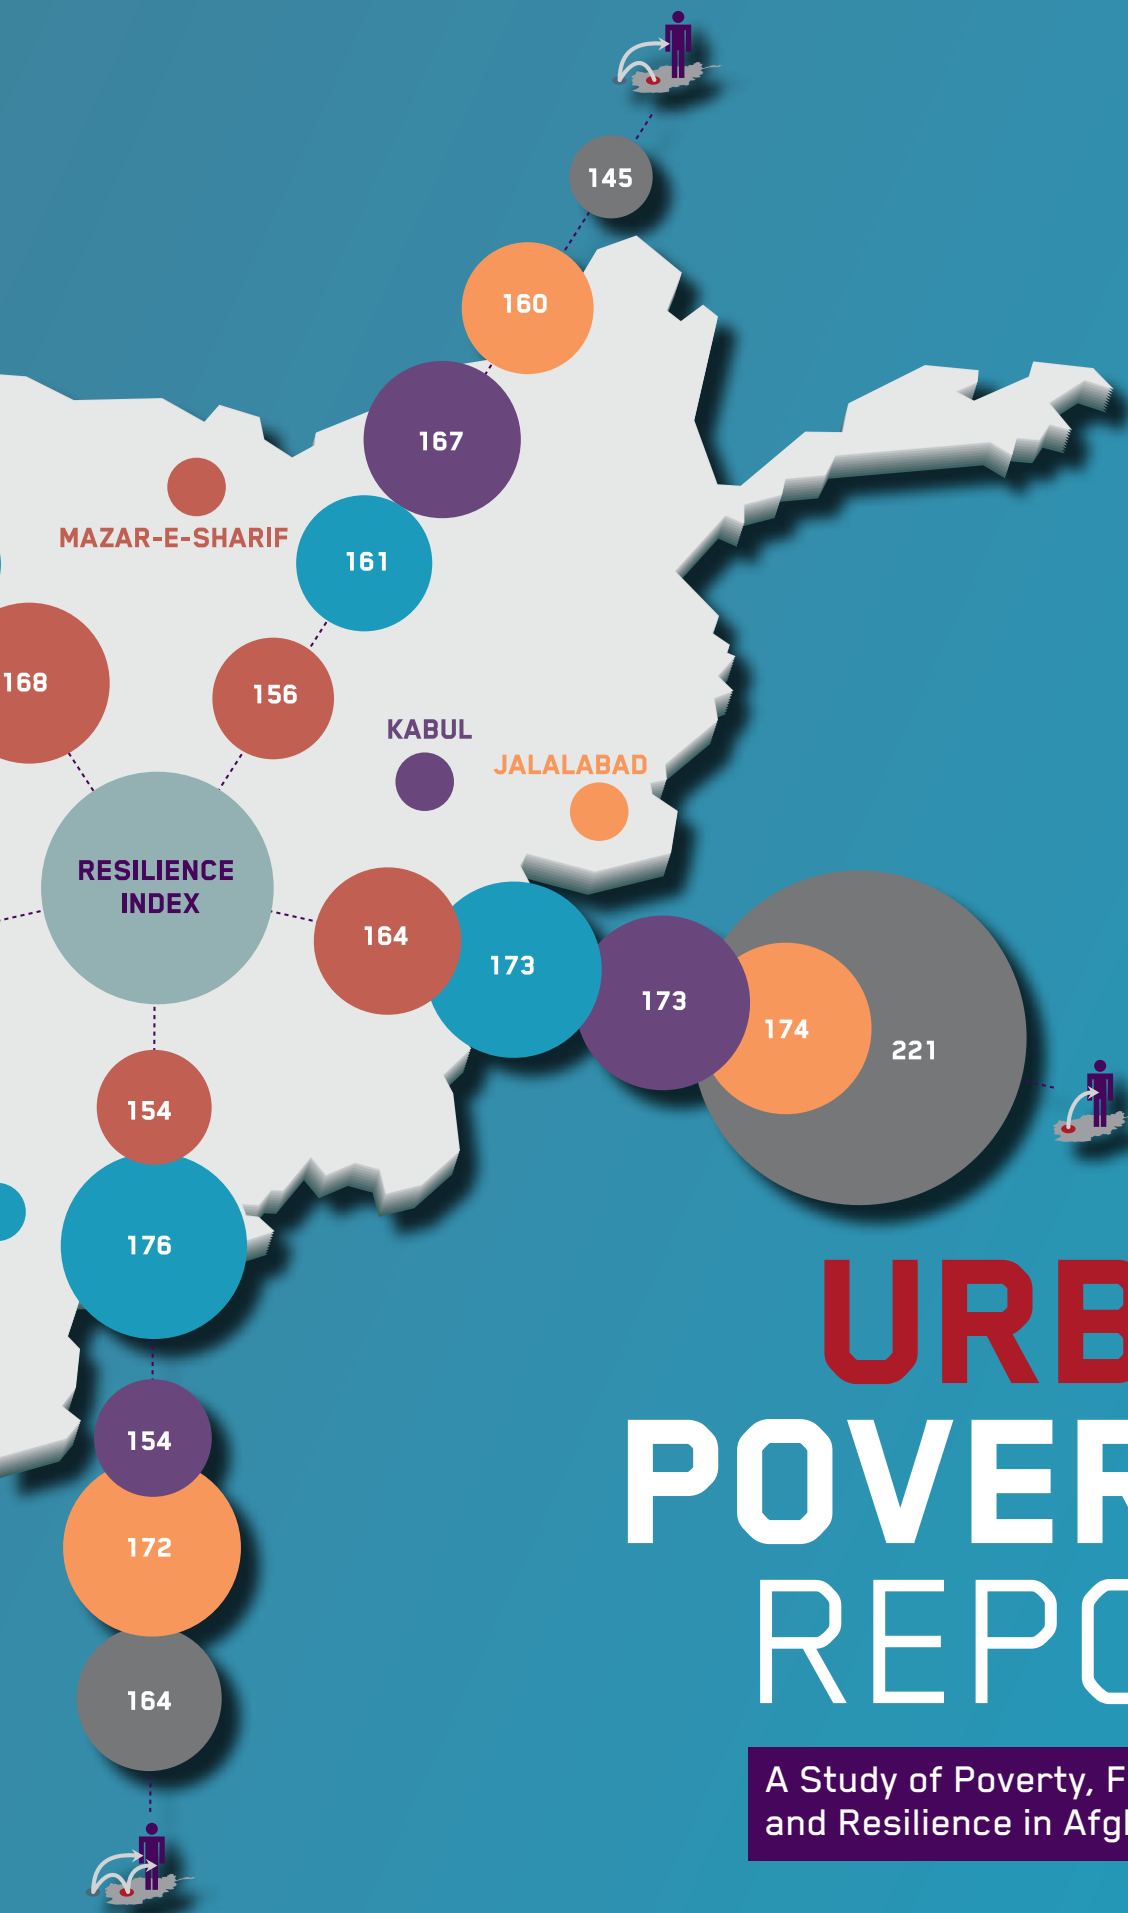 145
160
167
MAZAR-E-SHARIF
161
168
156
KABUL
JALALABAD
RESILIENCE
INDEX
164
173
173
174
221
154
176
URB
POVER
REPO
154
172
164
A Study of Poverty, F
and Resilience in Afgh